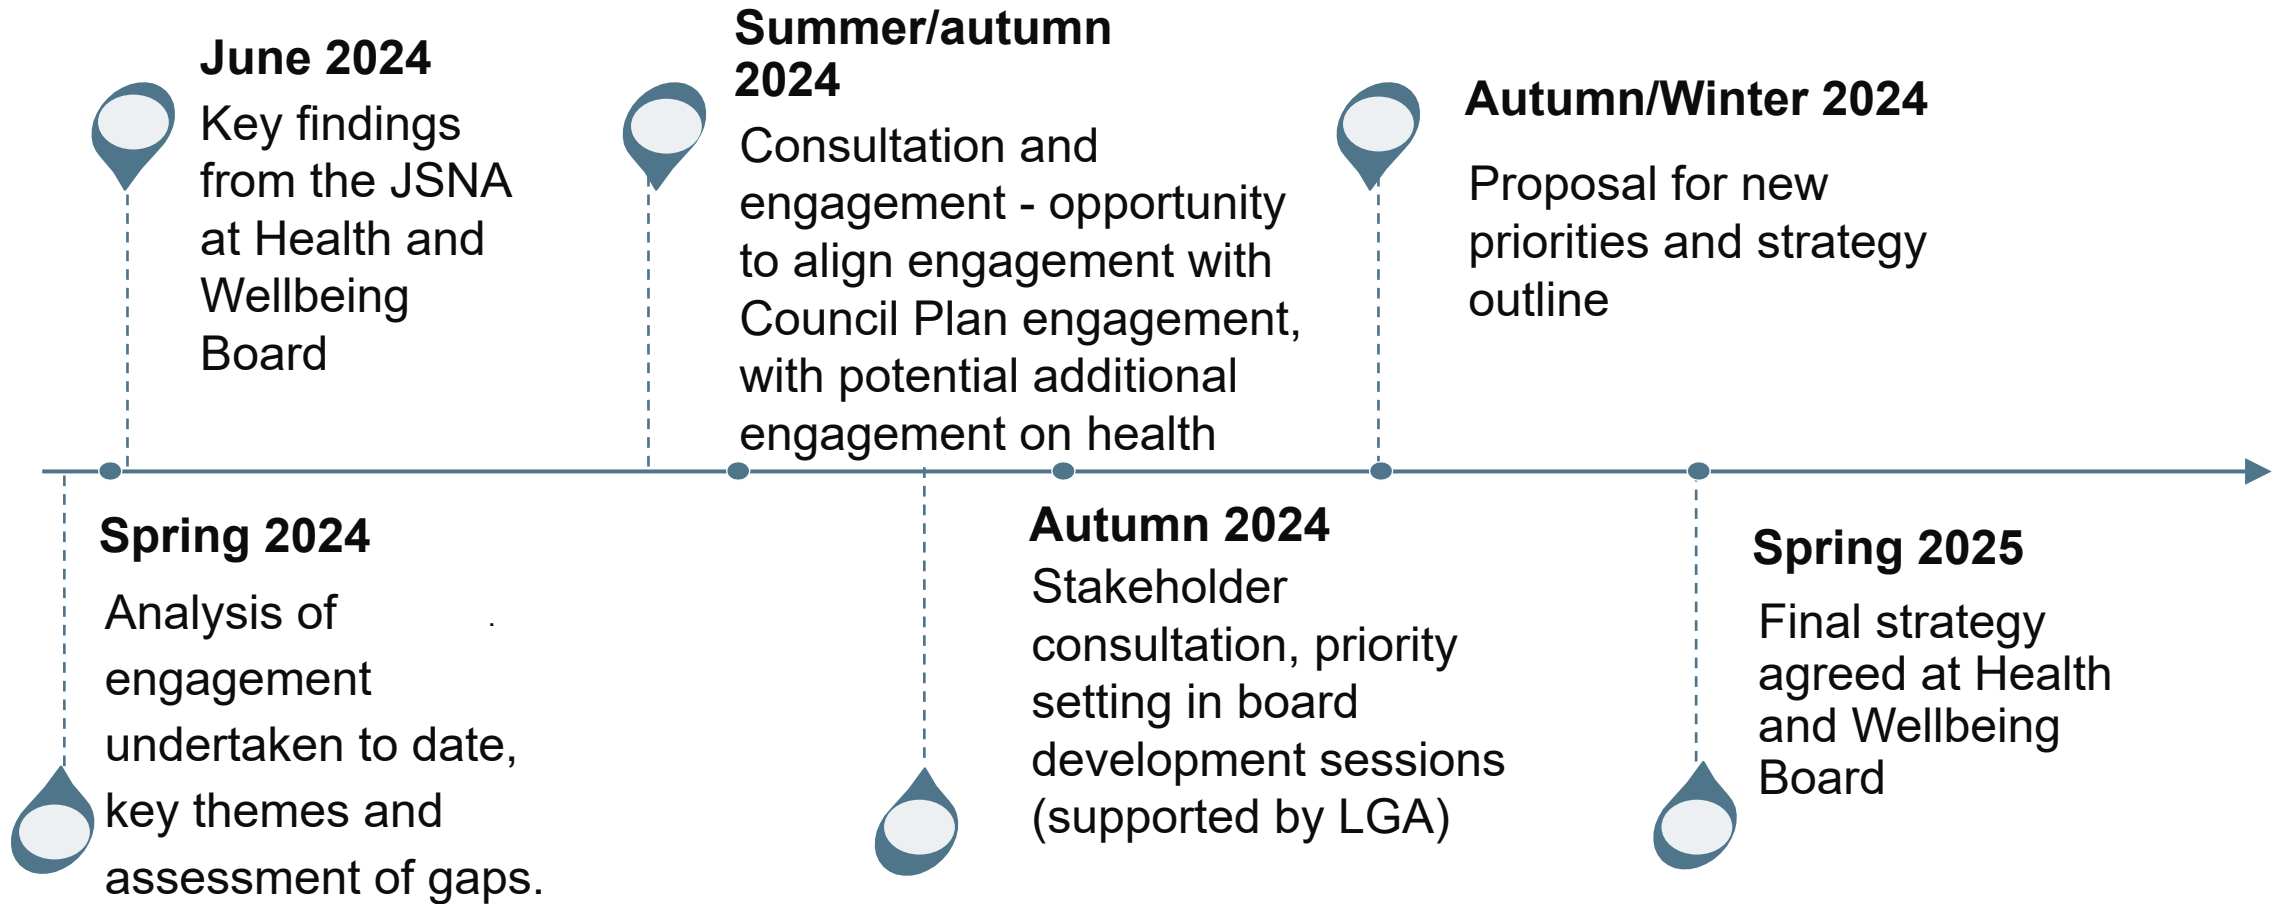 June 2024
Key findings
from the JSNA
at Health and
Wellbeing
Board
Summer/autumn
2024
Consultation and
engagement - opportunity
to align engagement with
Council Plan engagement,
with potential additional
engagement on health
Autumn/Winter 2024
Proposal for new
priorities and strategy
outline
Spring 2024
Analysis of
engagement
undertaken to date,
key themes and
assessment of gaps.
.
Autumn 2024
Stakeholder
consultation, priority
setting in board
development sessions
(supported by LGA)
Spring 2025
Final strategy
agreed at Health
and Wellbeing
Board